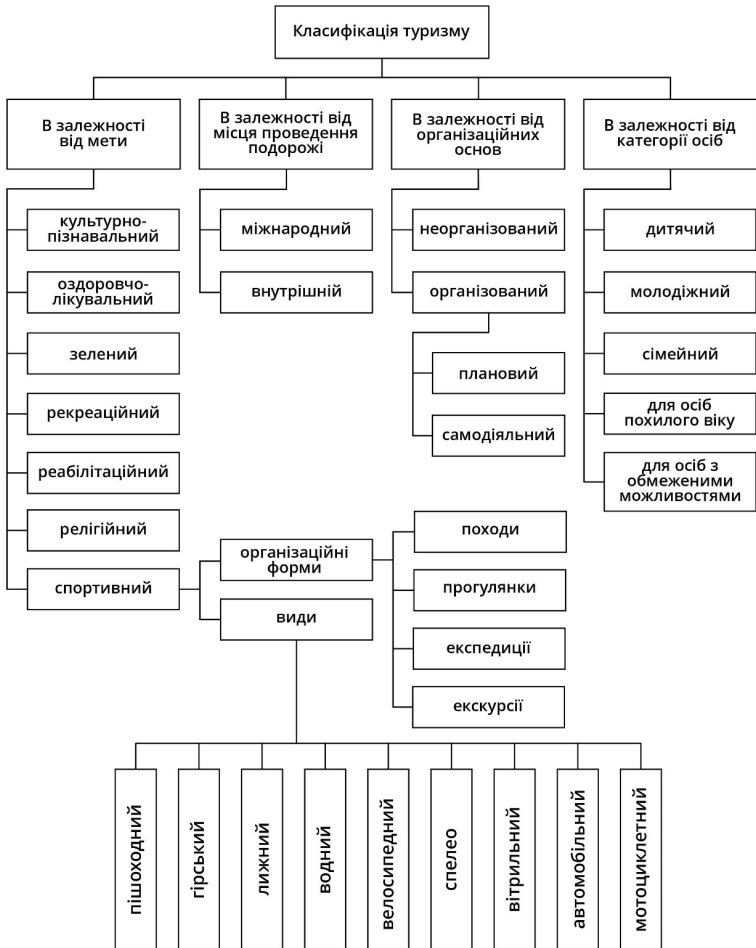 Класифікація туризму
В залежності
від мети
В залежності від
місця проведення
подорожі
В залежності від
організаційних
основ
В залежності від
категорії осіб
культурно-
пізнавальний
оздоровчо-
лікувальний
зелений
рекреаційний
реабілітаційний
релігійний
спортивний
міжнародний
внутрішній
неорганізований
організований
плановий
самодіяльний
дитячий
молодіжний
сімейний
для осіб
похилого віку
для осіб з
обмеженими
можливостями
організаційні
форми
види
походи
прогулянки
експедиції
екскурсії
пішоходний
гірський
лижний
водний
велосипедний
спелео
вітрильний
автомобільний
мотоциклетний